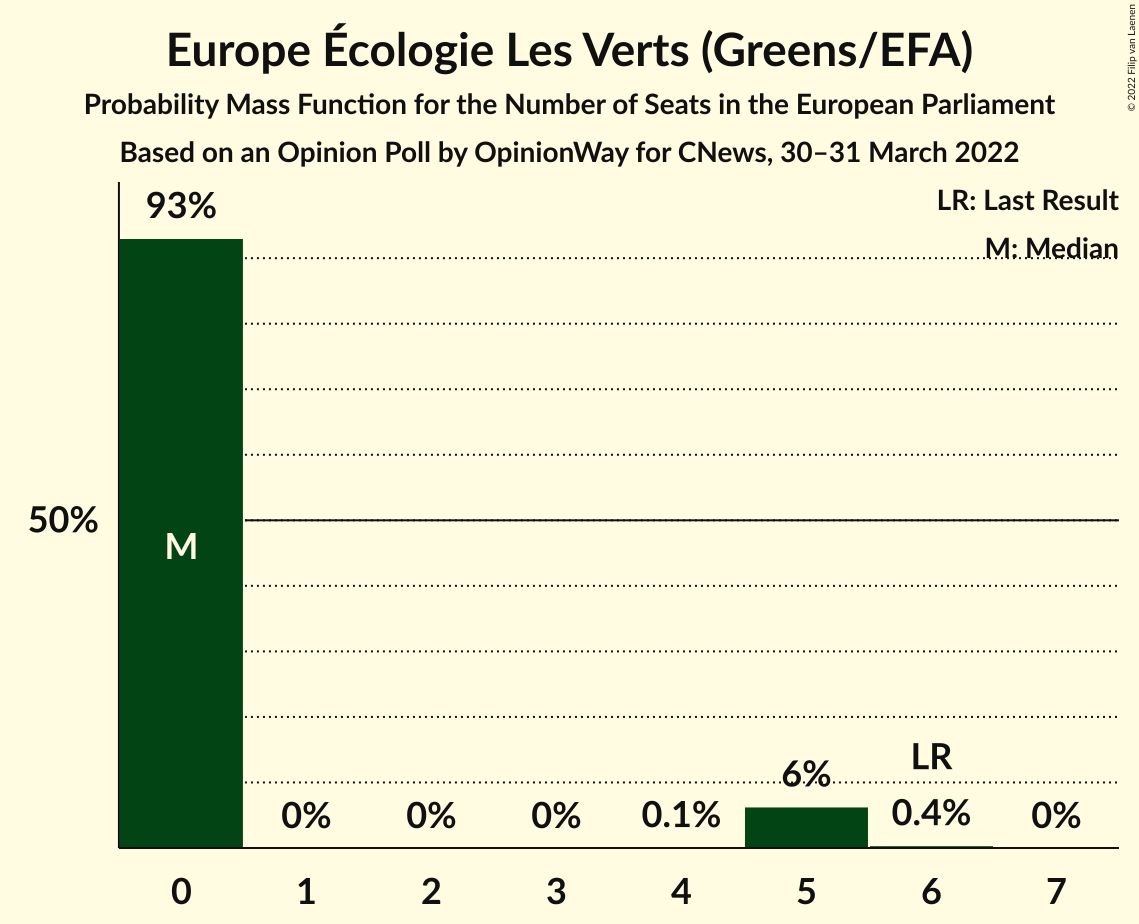 Europe Écologie Les Verts (Greens/EFA)
Probability Mass Function for the Number of Seats in the European Parliament
Based on an Opinion Poll by OpinionWay for CNews, 30–31 March 2022
© 2022 Filip van Laenen
LR: Last Result
M: Median
93%
50%
M
0%
0%
0%
0.1%
6%
LR
0.4%
0%
0
1
2
3
4
5
6
7